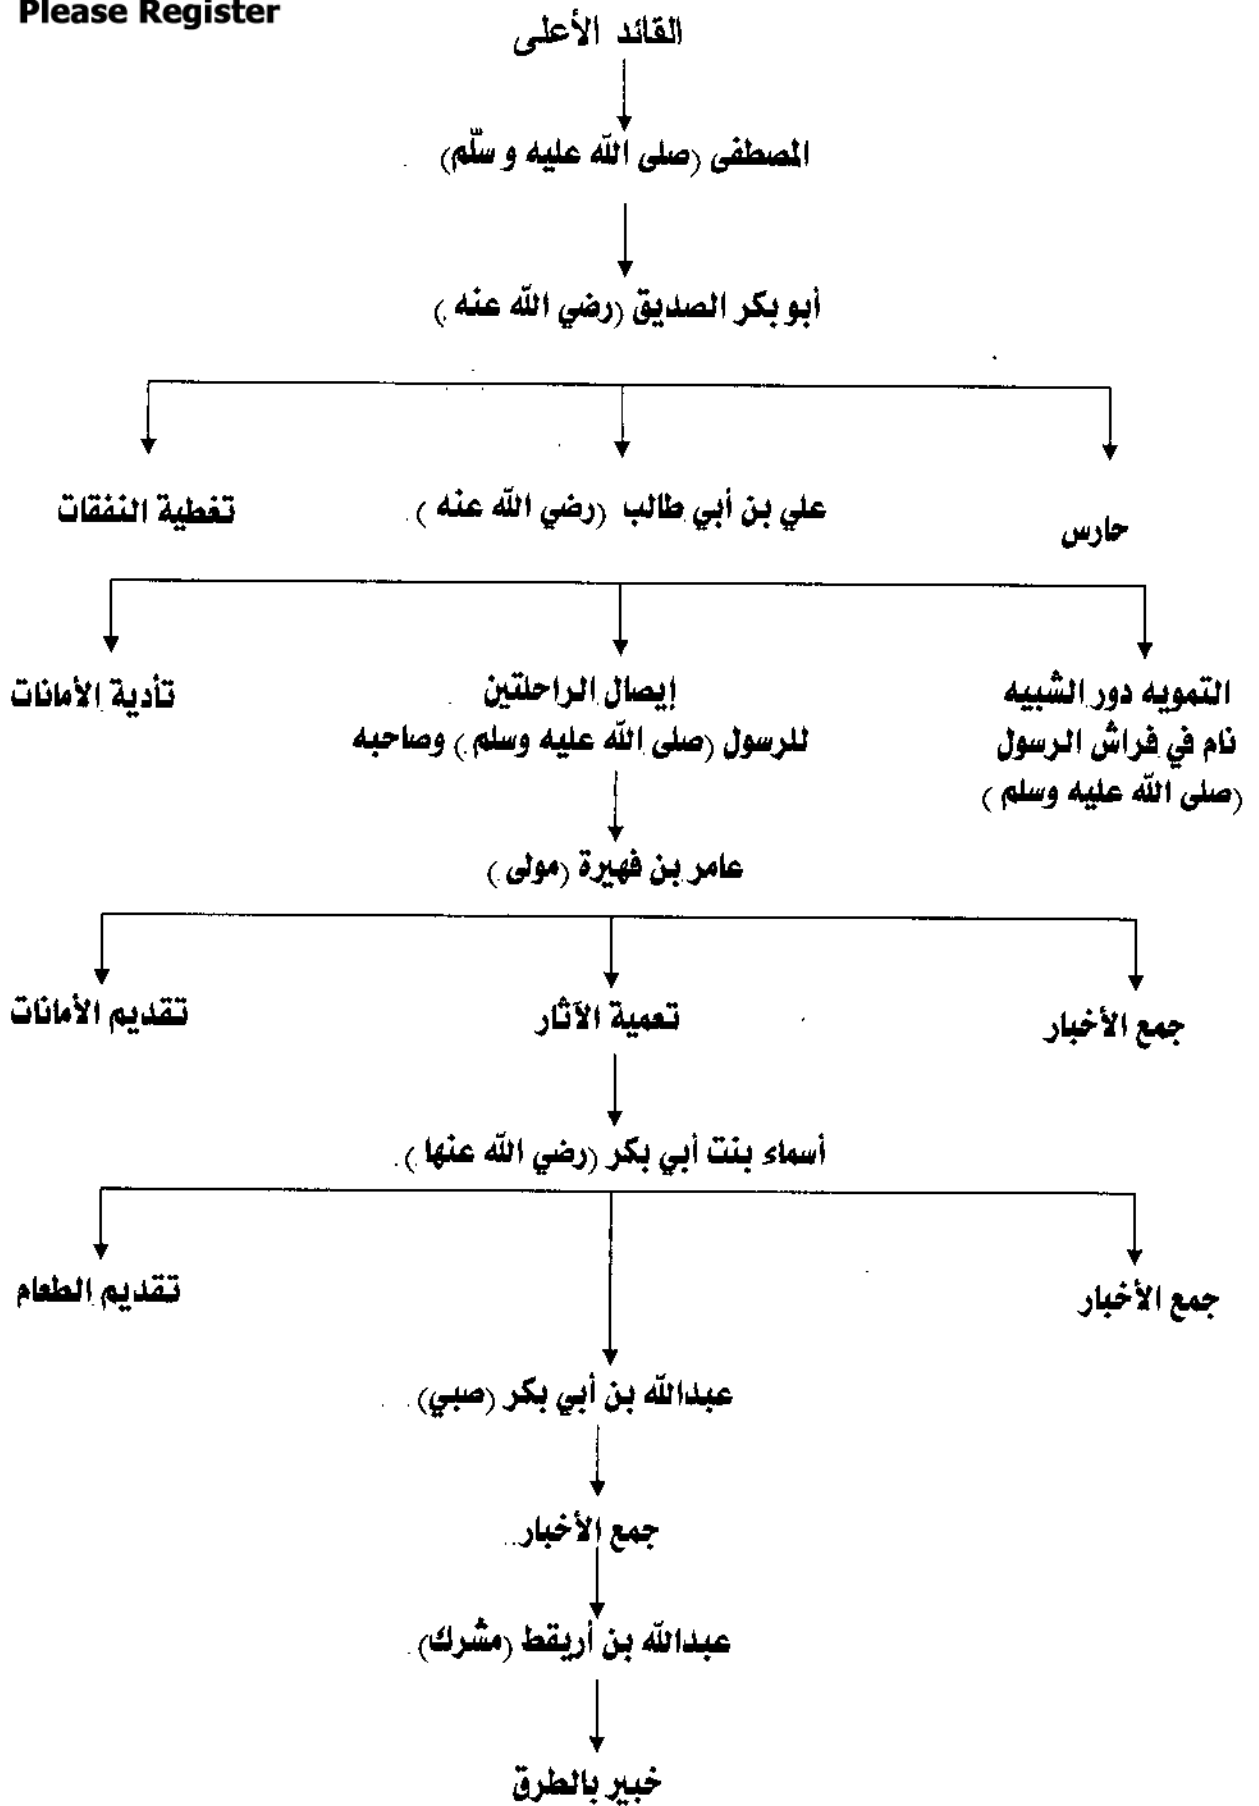 Please Register
القائد الأعلى
المصطفى (صلى الله عليه و سلّم)
أبو بكر الصديق (رضي الله عنه)
حارس
علي بن أبي طالب (رضي الله عنه)
تغطية النفقات
التمويه دور الشبيه
نام في فراش الرسول
(صلى الله عليه وسلم)
إيصال الراحلتين
للرسول (صلى الله عليه وسلم) وصاحبه
تأدية الأمانات
عامر بن فهيرة (مولى)
جمع الأخبار
تعمية الآثار
تقديم الأمانات
أسماء بنت أبي بكر (رضي الله عنها).
جمع الأخبار
تقديم الطعام
عبدالله بن أبي بكر (صبي)
جمع الأخبار
عبدالله بن أريقط (مشرك)
خبير بالطرق